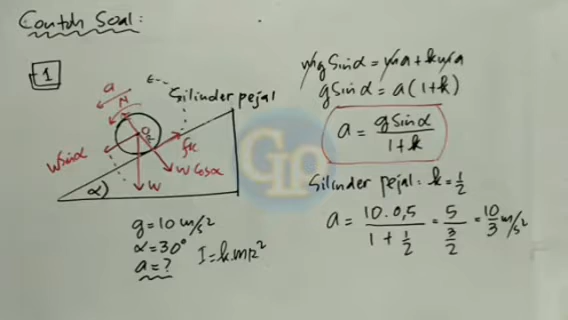 Contoh Soal:
1
Silinder pejal
a
N
fk
W sin α
W cos α
W
α
g = 10 m/s²
α = 30°
a = ?
I = k.mR²
mg sin α = ma + kma
g sin α = a(1+k)
a = g sin α / 1+k
Silinder pejal: k = 1/2
a = 10.0,5 / 1 + 1/2 = 5 / 3/2 = 10/3 m/s²
GIP